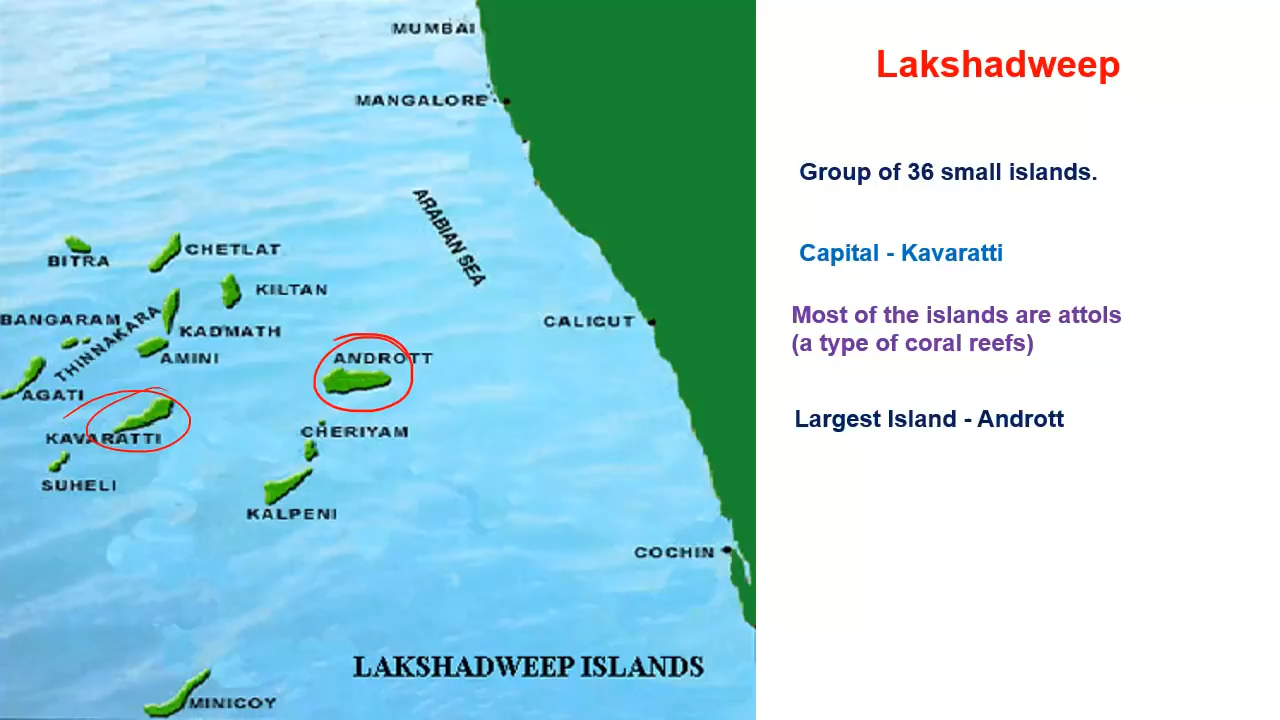 MUMBAI
MANGALORE
ARABIAN SEA
CHETLAT
BITRA
KILTAN
BANGARAM
THINNAKARA
KADMATH
CALICUT
AMINI
ANDROTT
AGATI
KAVARATTI
CHERIYAM
SUHELI
KALPENI
COCHIN
LAKSHADWEEP ISLANDS
MINICOY
Lakshadweep
Group of 36 small islands.
Capital - Kavaratti
Most of the islands are attols
(a type of coral reefs)
Largest Island - Andrott